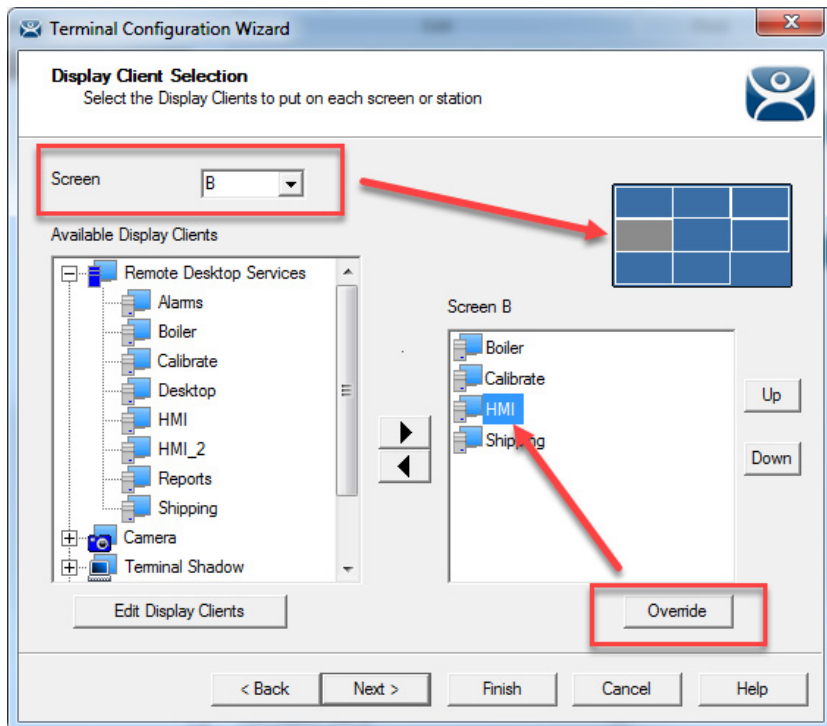 Terminal Configuration Wizard
Display Client Selection
Select the Display Clients to put on each screen or station
Screen
B
Available Display Clients
Remote Desktop Services
Alarms
Boiler
Calibrate
Desktop
HMI
HMI_2
Reports
Shipping
Camera
Terminal Shadow
Edit Display Clients
Screen B
Boiler
Calibrate
HMI
Shipping
Up
Down
Override
< Back
Next >
Finish
Cancel
Help